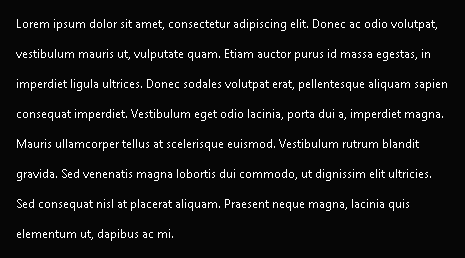 Lorem ipsum dolor sit amet, consectetur adipiscing elit. Donec ac odio volutpat,
vestibulum mauris ut, vulputate quam. Etiam auctor purus id massa egestas, in
imperdiet ligula ultrices. Donec sodales volutpat erat, pellentesque aliquam sapien
consequat imperdiet. Vestibulum eget odio lacinia, porta dui a, imperdiet magna.
Mauris ullamcorper tellus at scelerisque euismod. Vestibulum rutrum blandit
gravida. Sed venenatis magna lobortis dui commodo, ut dignissim elit ultricies.
Sed consequat nisl at placerat aliquam. Praesent neque magna, lacinia quis
elementum ut, dapibus ac mi.